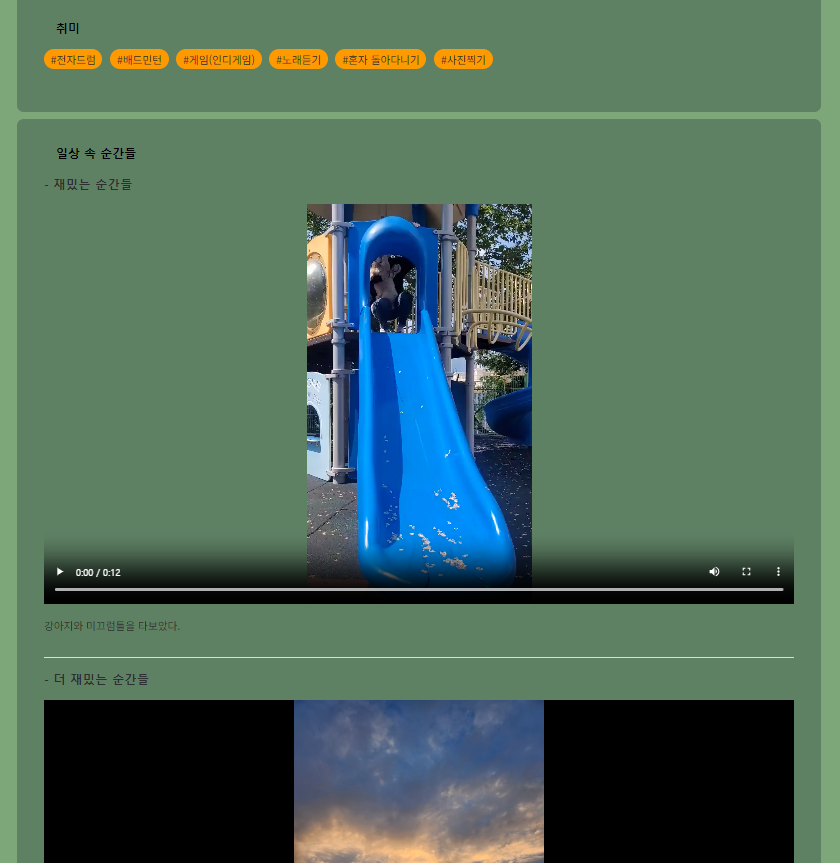 취미
#전자드럼 #배드민턴 #게임(인디게임) #노래듣기 #혼자 돌아다니기 #사진찍기
일상 속 순간들
- 재밌는 순간들
0:00 / 0:12
강아지와 미끄럼틀을 타보았다.
- 더 재밌는 순간들